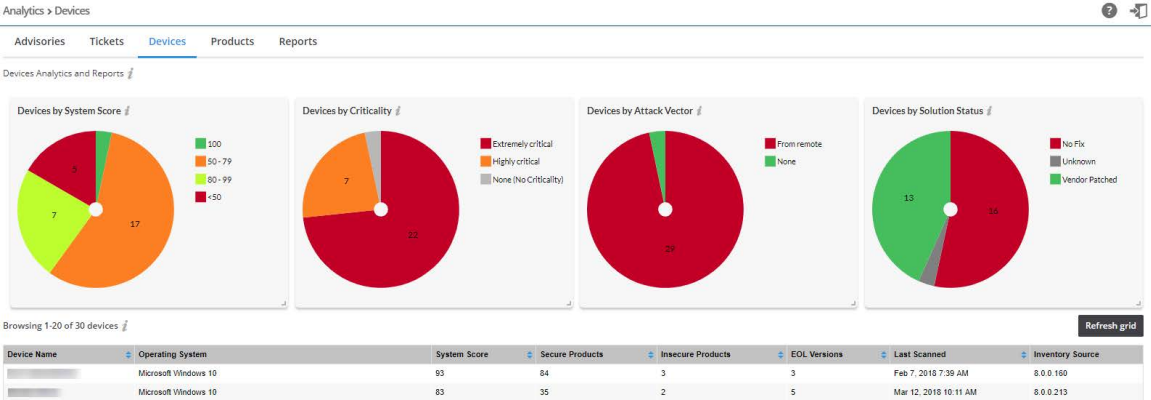 Analytics > Devices
Advisories Tickets Devices Products Reports
Devices Analytics and Reports
Devices by System Score
100
50 - 79
80 - 99
<50
5
7
17
Devices by Criticality
Extremely critical
Highly critical
None (No Criticality)
7
22
Devices by Attack Vector
From remote
None
29
Devices by Solution Status
No Fix
Unknown
Vendor Patched
13
16
Browsing 1-20 of 30 devices
Refresh grid
Device Name Operating System System Score Secure Products Insecure Products EOL Versions Last Scanned Inventory Source
Microsoft Windows 10 93 84 3 3 Feb 7, 2018 7:39 AM 8.0.0.160
Microsoft Windows 10 83 35 2 5 Mar 12, 2018 10:11 AM 8.0.0.213